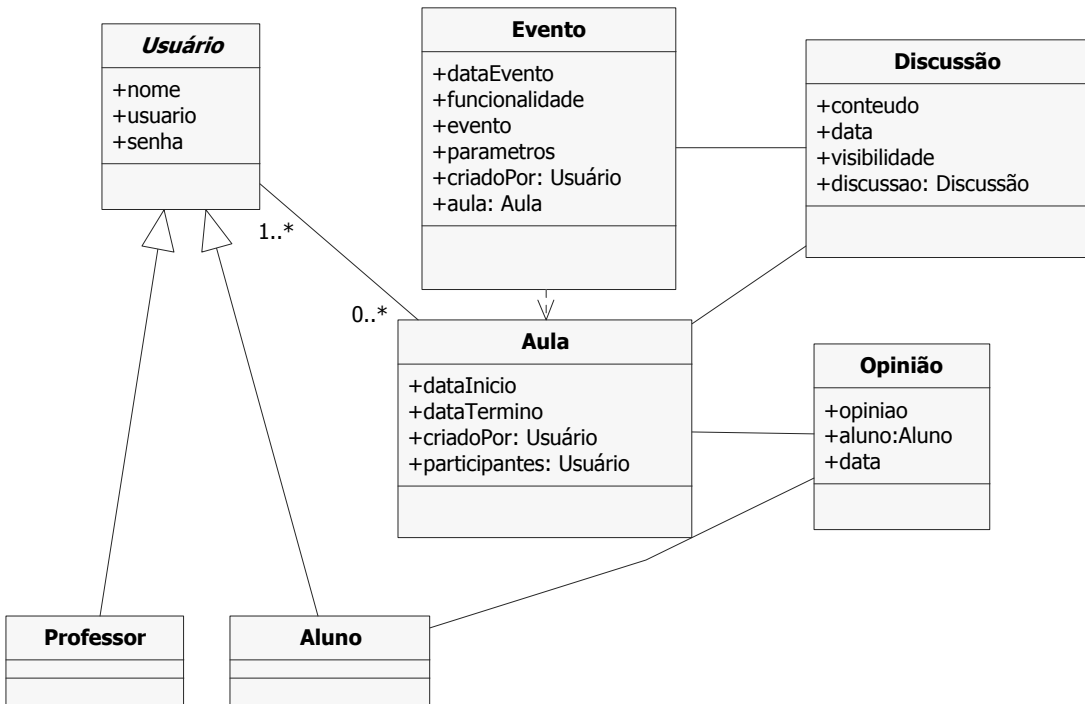 Usuário
+nome
+usuario
+senha
Evento
+dataEvento
+funcionalidade
+evento
+parametros
+criadoPor: Usuário
+aula: Aula
Discussão
+conteudo
+data
+visibilidade
+discussao: Discussão
1..*
0..*
Aula
+dataInicio
+dataTermino
+criadoPor: Usuário
+participantes: Usuário
Opinião
+opiniao
+aluno:Aluno
+data
Professor
Aluno